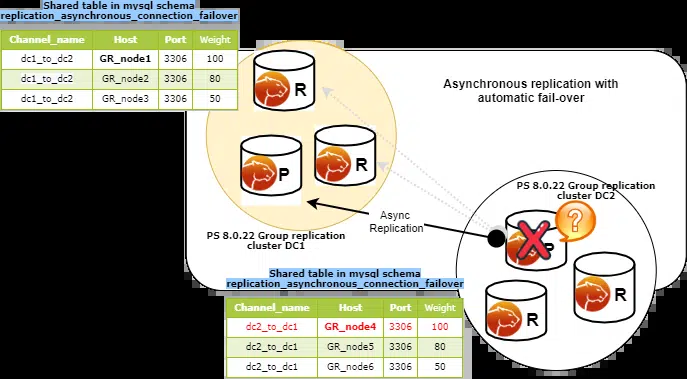 Shared table in mysql schema
replication_asynchronous_connection_failover
Channel_name Host Port Weight
dc1_to_dc2 GR_node1 3306 100
dc1_to_dc2 GR_node2 3306 80
dc1_to_dc2 GR_node3 3306 50
Asynchronous replication with
automatic fail-over
R
P
R
PS 8.0.22 Group replication
cluster DC1
Async
Replication
PS 8.0.22 Group replication
cluster DC2
?
P
R
R
Shared table in mysql schema
replication_asynchronous_connection_failover
Channel_name Host Port Weight
dc2_to_dc1 GR_node4 3306 100
dc2_to_dc1 GR_node5 3306 80
dc2_to_dc1 GR_node6 3306 50